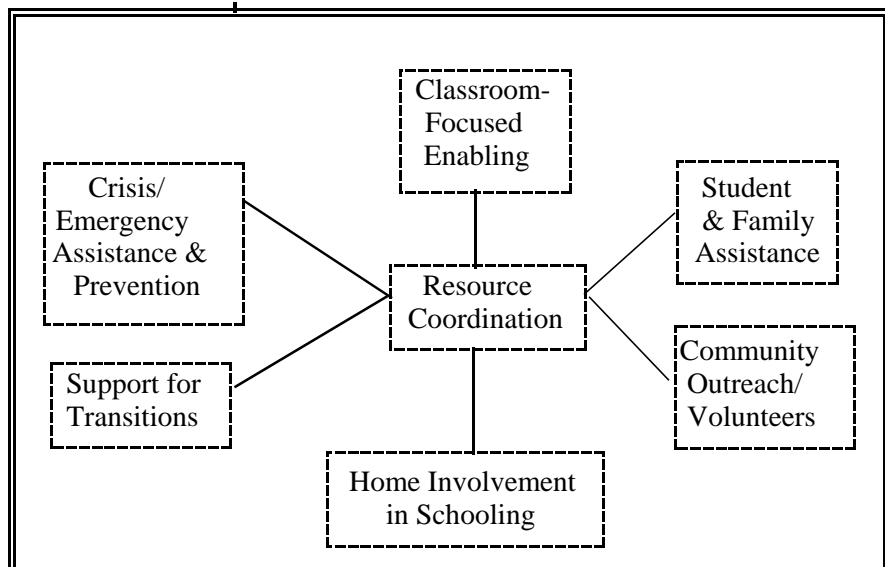 Classroom-
Focused
Enabling
Crisis/
Emergency
Assistance &
Prevention
Student
& Family
Assistance
Resource
Coordination
Support for
Transitions
Community
Outreach/
Volunteers
Home Involvement
in Schooling